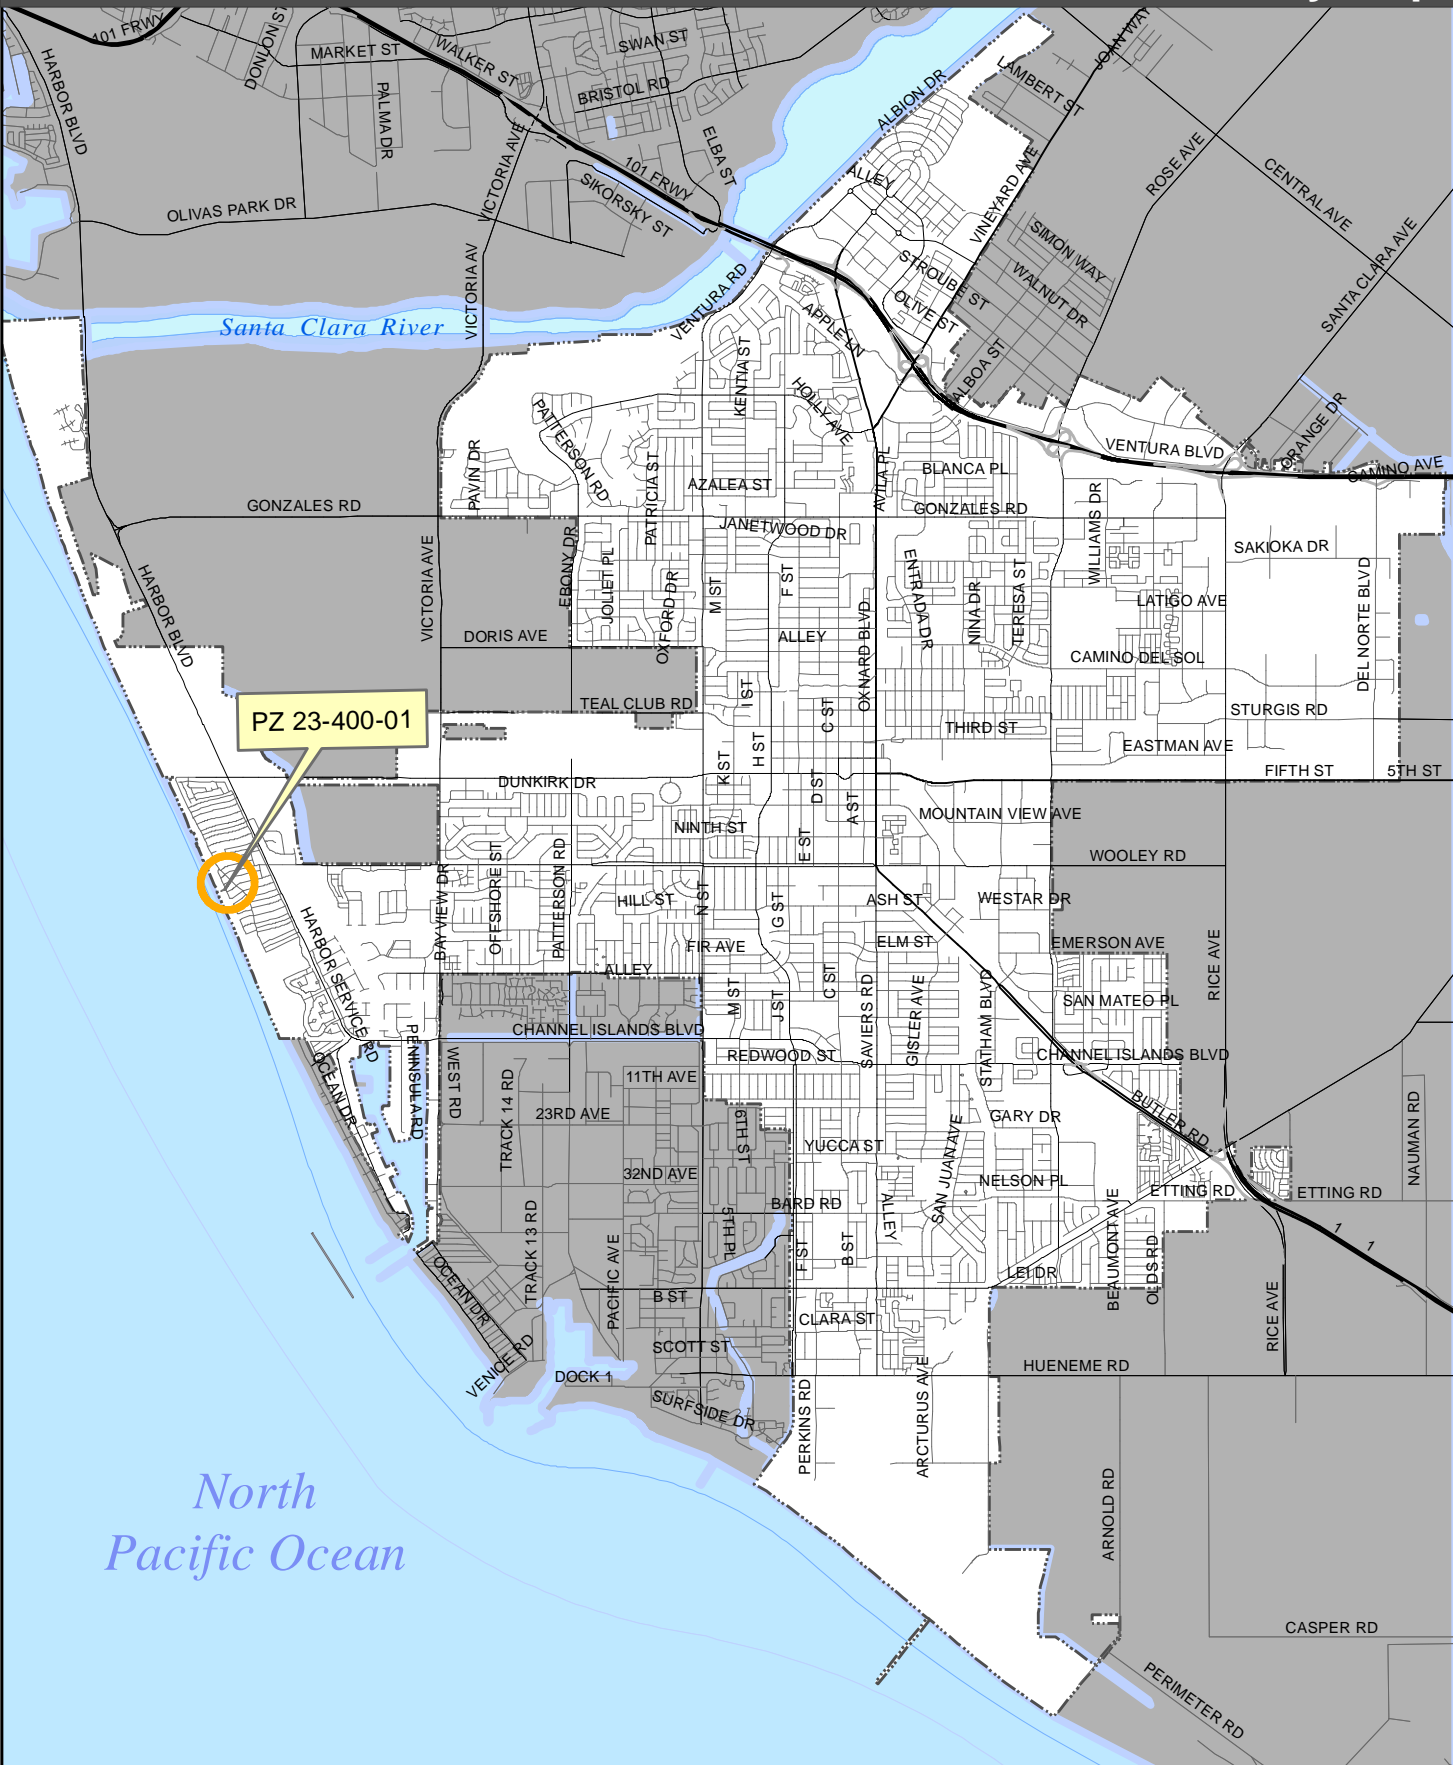 101 FRWY
DONLON ST
MARKET ST
WALKER ST
SWAN ST
BRISTOL RD
HARBOR BLVD
PALMA DR
VICTORIA AVE
ELBA ST
101 FRWY
SIKORSKY ST
OLIVAS PARK DR
ALBION DR
LAMBERT ST
JOAN WAY
ALLEY
VINEYARD AVE
ROSE AVE
CENTRAL AVE
SANTA CLARA AVE
SIMON WAY
WALNUT DR
STROUBE ST
OLIVE ST
VICTORIA AV
VENTURA RD
Santa Clara River
APPLE LN
KENTIA ST
HOLLY AVE
BALBOA ST
PATTERSON RD
PAVIN DR
PATRICIA ST
AZALEA ST
AVILA PL
BLANCA PL
VENTURA BLVD
ORANGE DR
CAMINO AVE
GONZALES RD
JANETWOOD DR
GONZALES RD
WILLIAMS DR
SAKIOKA DR
HARBOR BLVD
VICTORIA AVE
EBONY DR
JOLIET PL
OXFORD DR
M ST
F ST
ENTRADA DR
NINA DR
TERESA ST
LATIGO AVE
DEL NORTE BLVD
DORIS AVE
ALLEY
OXNARD BLVD
CAMINO DEL SOL
TEAL CLUB RD
I ST
C ST
THIRD ST
STURGIS RD
PZ 23-400-01
H ST
K ST
EASTMAN AVE
DUNKIRK DR
D ST
A ST
FIFTH ST
5TH ST
NINTH ST
E ST
MOUNTAIN VIEW AVE
WOOLEY RD
BAYVIEW DR
OFFSHORE ST
PATTERSON RD
HILL ST
N ST
G ST
ASH ST
WESTAR DR
HARBOR SERVICE RD
FIR AVE
ELM ST
EMERSON AVE
RICE AVE
ALLEY
M ST
J ST
C ST
SAVIERS RD
GISLER AVE
STATHAM BLVD
SAN MATEO PL
CHANNEL ISLANDS BLVD
REDWOOD ST
CHANNEL ISLANDS BLVD
OCEAN DR
PENINSULA RD
WEST RD
TRACK 14 RD
11TH AVE
23RD AVE
6TH ST
GARY DR
BUTLER RD
NAUMAN RD
YUCCA ST
SAN JUAN AVE
32ND AVE
NELSON PL
BARD RD
ALLEY
ETTING RD
ETTING RD
TRACK 13 RD
PACIFIC AVE
5TH PL
F ST
B ST
BEAUMONT AVE
OLDS RD
1
1
OCEAN DR
LEI DR
B ST
RICE AVE
CLARA ST
SCOTT ST
VENICE RD
DOCK 1
HUENEME RD
SURFSIDE DR
PERKINS RD
ARCTURUS AVE
ARNOLD RD
North
Pacific Ocean
CASPER RD
PERIMETER RD